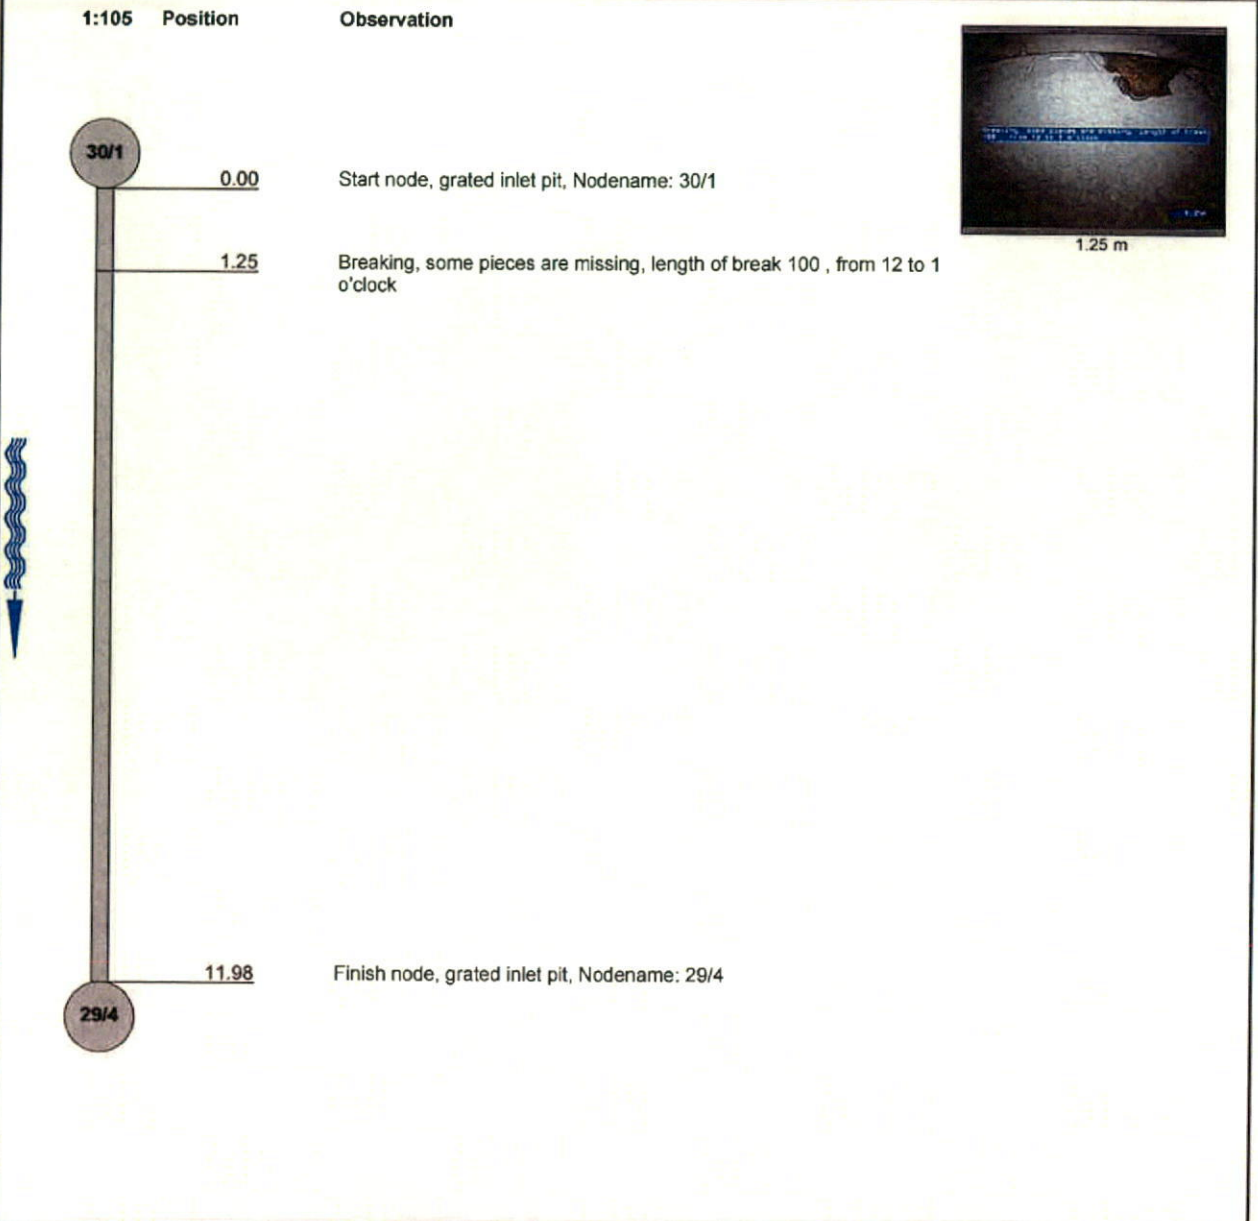 1:105 Position Observation
30/1
0.00 Start node, grated inlet pit, Nodename: 30/1
1.25 m
1.25 Breaking, some pieces are missing, length of break 100 , from 12 to 1
o'clock
11.98 Finish node, grated inlet pit, Nodename: 29/4
29/4